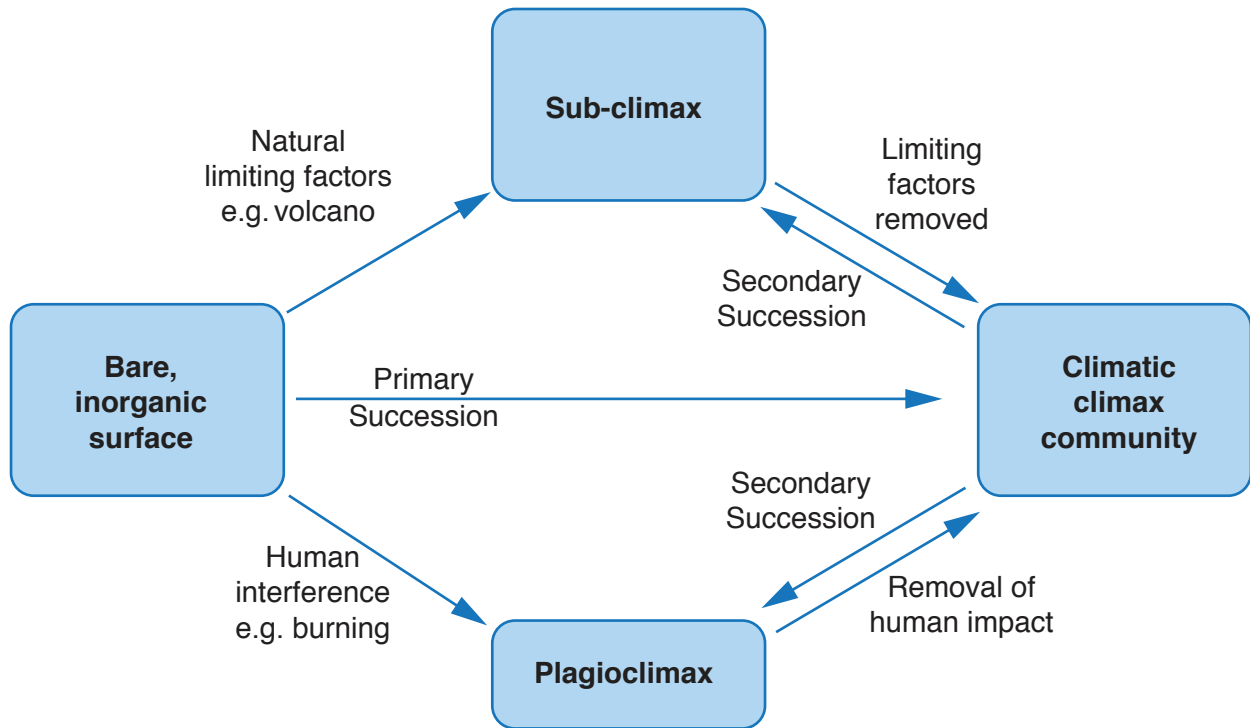 Sub-climax
Natural
limiting factors
e.g. volcano
Limiting
factors
removed
Secondary
Succession
Bare,
inorganic
surface
Primary
Succession
Climatic
climax
community
Secondary
Succession
Human
interference
e.g. burning
Removal of
human impact
Plagioclimax